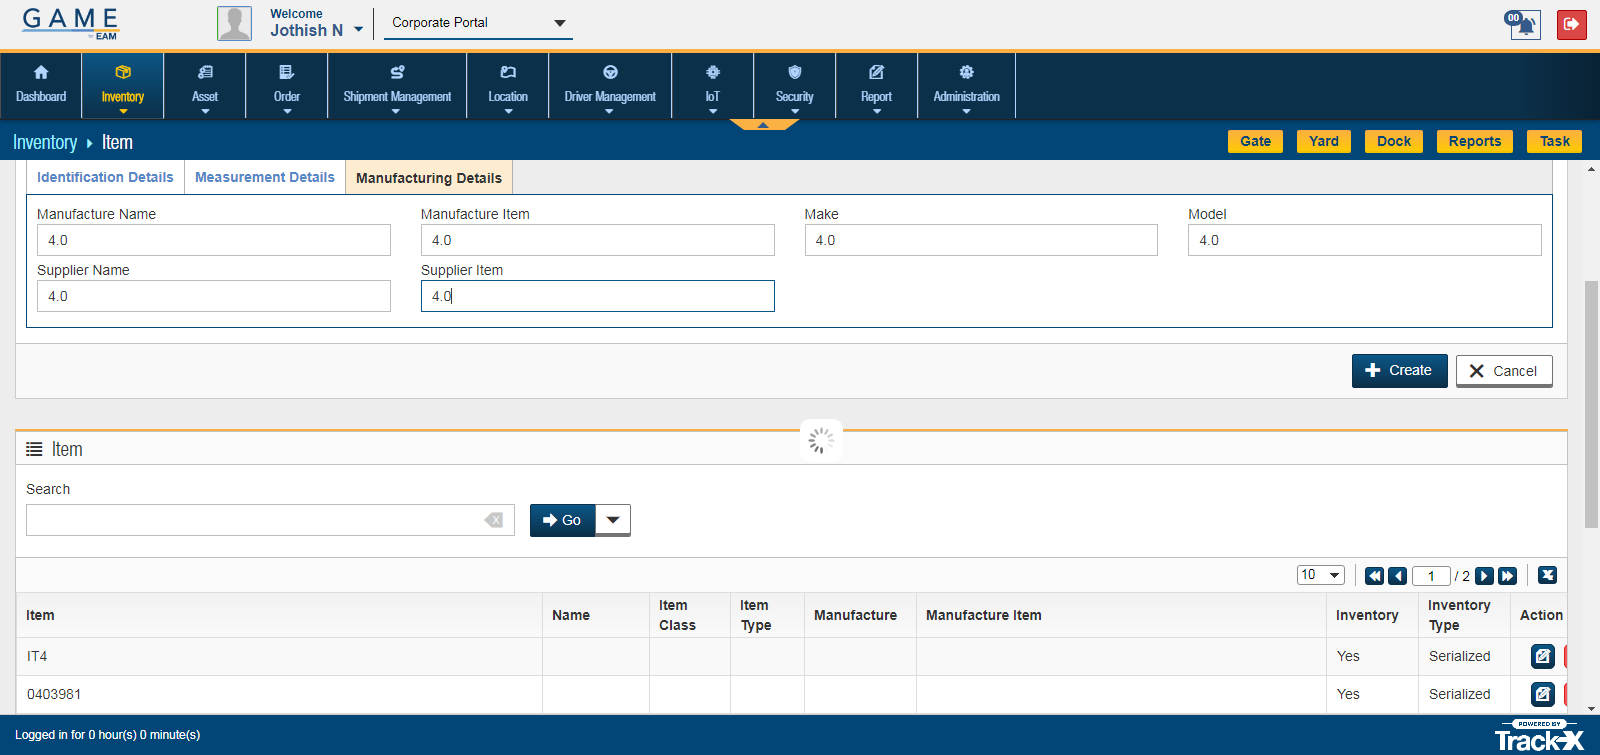 GAME
EAM
Welcome
Jothish N
Corporate Portal
00
Dashboard
Inventory
Asset
Order
Shipment Management
Location
Driver Management
IoT
Security
Report
Administration
Inventory Item
Gate
Yard
Dock
Reports
Task
Identification Details
Measurement Details
Manufacturing Details
Manufacture Name
Manufacture Item
Make
Model
4.0
4.0
4.0
4.0
Supplier Name
Supplier Item
4.0
4.0
Create
Cancel
Item
Search
Go
10
1 / 2
Item
Name
Item Class
Item Type
Manufacture
Manufacture Item
Inventory
Inventory Type
Action
IT4
Yes
Serialized
0403981
Yes
Serialized
Logged in for 0 hour(s) 0 minute(s)
POWERED BY
Track-X